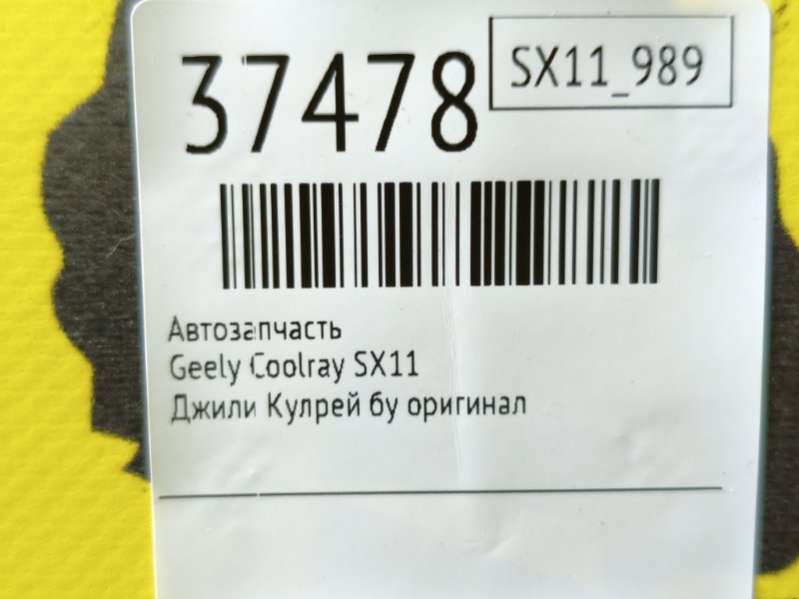 37478
SX11_989
Автозапчасть
Geely Coolray SX11
Джили Кулрей бу оригинал